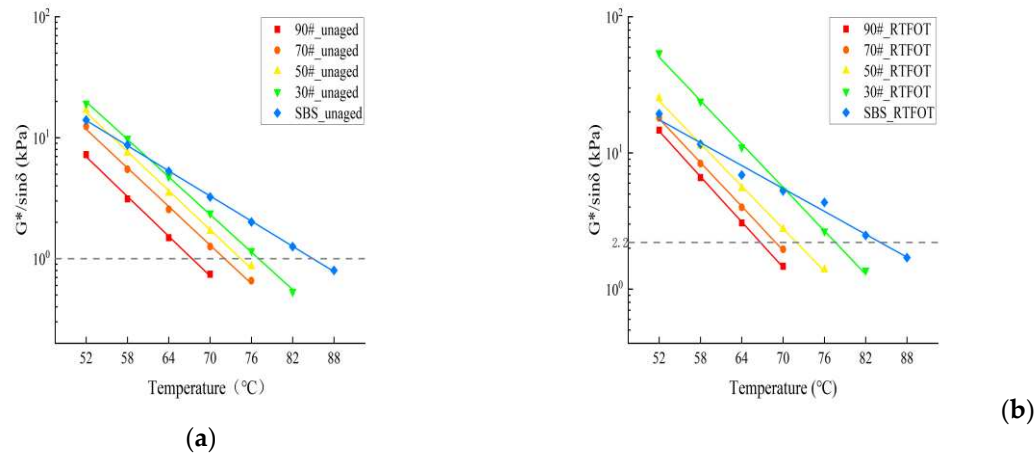 10²
10¹
10⁰
G*/sinδ (kPa)
90#_unaged
70#_unaged
50#_unaged
30#_unaged
SBS_unaged
52 58 64 70 76 82 88
Temperature（℃）
(a)
10²
10¹
2.2
10⁰
G*/sinδ (kPa)
90#_RTFOT
70#_RTFOT
50#_RTFOT
30#_RTFOT
SBS_RTFOT
52 58 64 70 76 82 88
Temperature (℃)
(b)